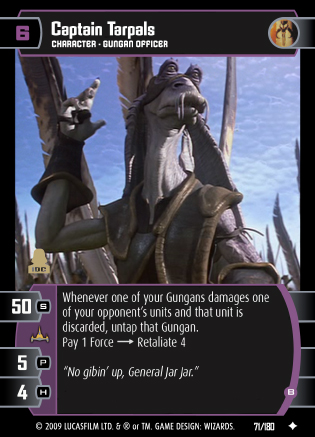 6
Captain Tarpals
CHARACTER • GUNGAN OFFICER
IDC
50 S
Whenever one of your Gungans damages one
of your opponent's units and that unit is
discarded, untap that Gungan.
Pay 1 Force → Retaliate 4
5 P
"No gibin' up, General Jar Jar."
4 H
B
© 2009 LUCASFILM LTD. & ® or TM. GAME DESIGN: WIZARDS. 71/180